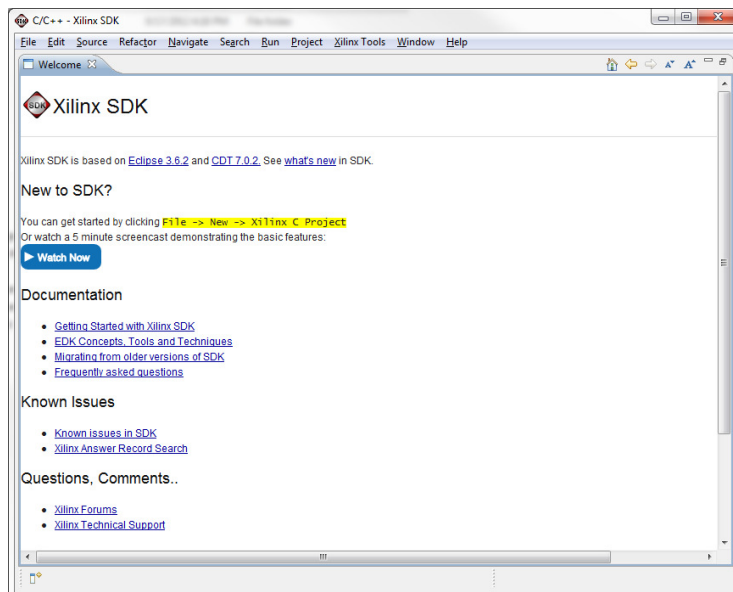 C/C++ - Xilinx SDK
File Edit Source Refactor Navigate Search Run Project Xilinx Tools Window Help
Welcome
SDK Xilinx SDK
Xilinx SDK is based on Eclipse 3.6.2 and CDT 7.0.2. See what's new in SDK.
New to SDK?
You can get started by clicking File -> New -> Xilinx C Project
Or watch a 5 minute screencast demonstrating the basic features:
Watch Now
Documentation
• Getting Started with Xilinx SDK
• EDK Concepts, Tools and Techniques
• Migrating from older versions of SDK
• Frequently asked questions
Known Issues
• Known issues in SDK
• Xilinx Answer Record Search
Questions, Comments..
• Xilinx Forums
• Xilinx Technical Support